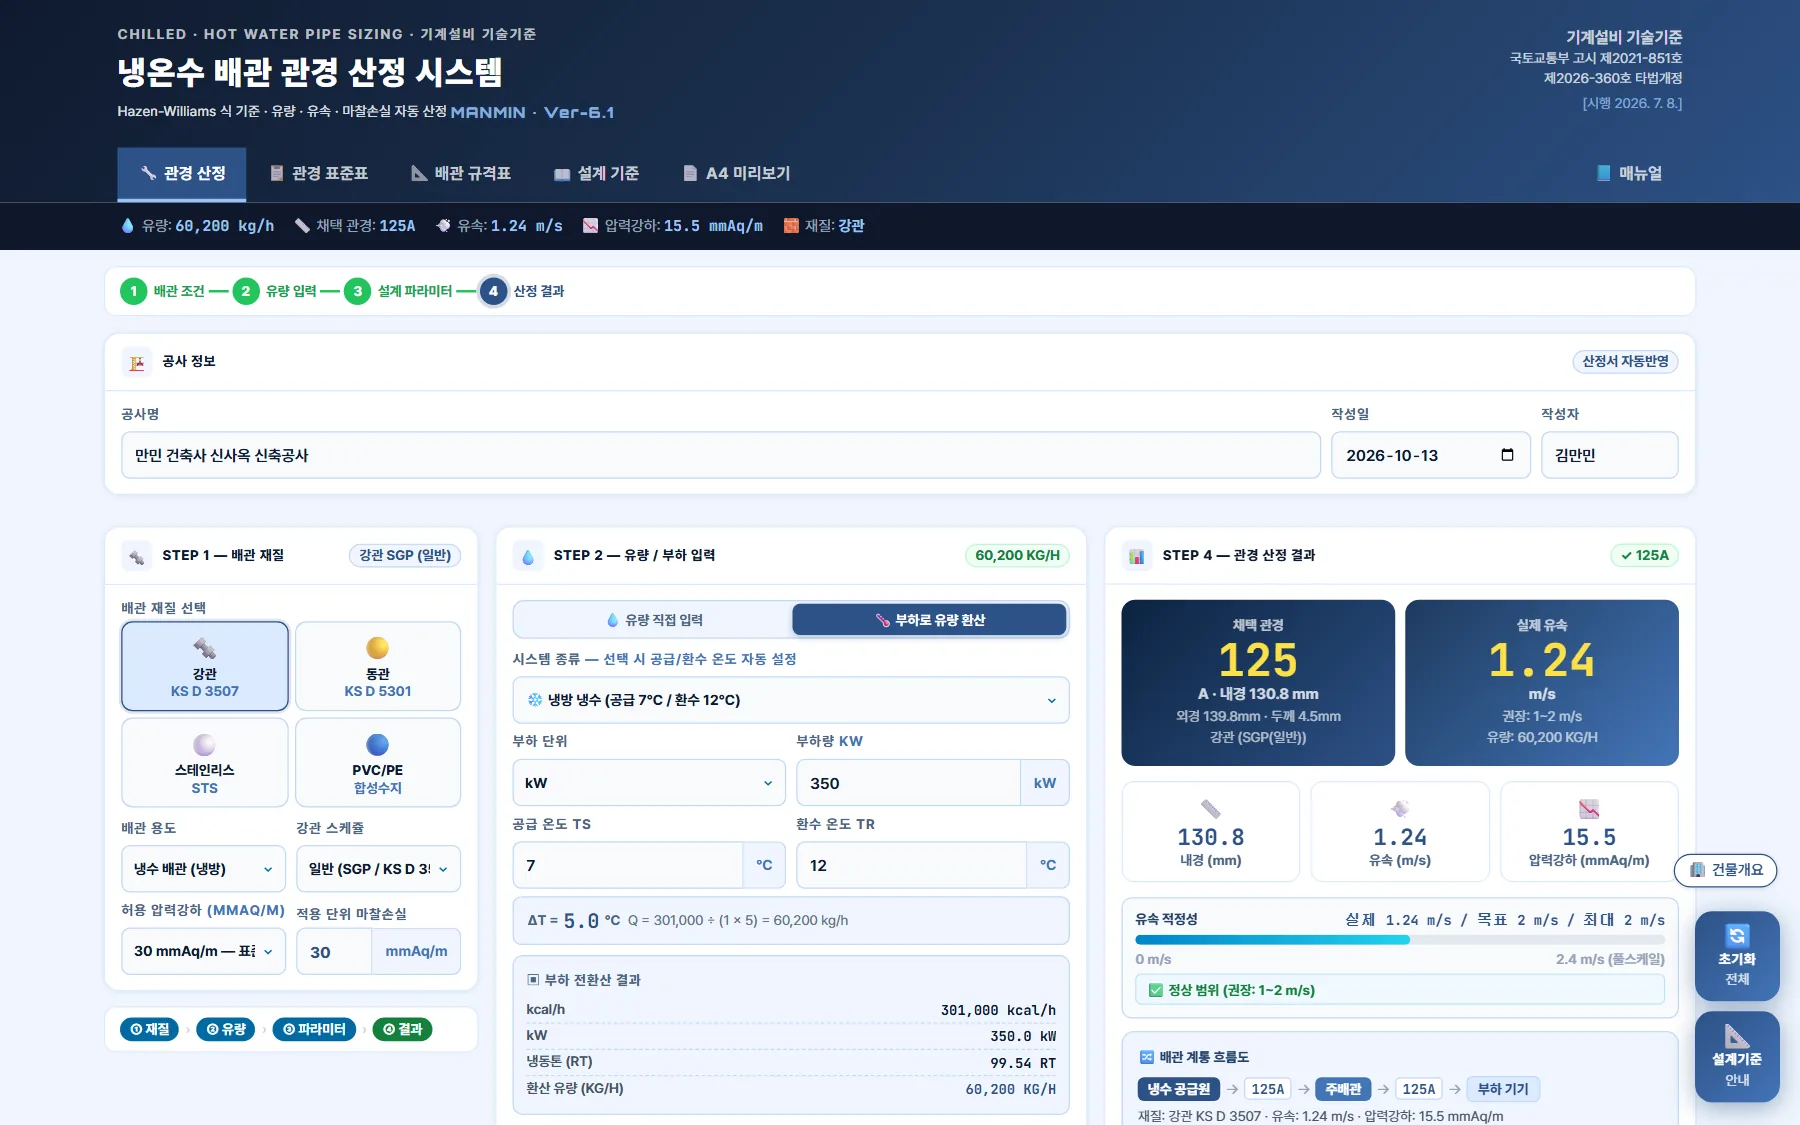 CHILLED · HOT WATER PIPE SIZING · 기계설비 기술기준
냉온수 배관 관경 산정 시스템
Hazen-Williams 식 기준 · 유량 · 유속 · 마찰손실 자동 산정 MANMIN · Ver-6.1
기계설비 기술기준
국토교통부 고시 제2021-851호
제2026-360호 타법개정
[시행 2026. 7. 8.]
관경 산정
관경 표준표
배관 규격표
설계 기준
A4 미리보기
매뉴얼
유량: 60,200 kg/h
채택 관경: 125A
유속: 1.24 m/s
압력강하: 15.5 mmAq/m
재질: 강관
1 배관 조건
2 유량 입력
3 설계 파라미터
4 산정 결과
공사 정보
산정서 자동반영
공사명
작성일
작성자
만민 건축사 신사옥 신축공사
2026-10-13
김만민
STEP 1 — 배관 재질
강관 SGP (일반)
배관 재질 선택
강관
KS D 3507
동관
KS D 5301
스테인리스
STS
PVC/PE
합성수지
배관 용도
강관 스케줄
냉수 배관 (냉방)
일반 (SGP / KS D 3
허용 압력강하 (MMAQ/M)
적용 단위 마찰손실
30 mmAq/m — 표
30
mmAq/m
① 재질 › ② 유량 › ③ 파라미터 › ④ 결과
STEP 2 — 유량 / 부하 입력
60,200 KG/H
유량 직접 입력
부하로 유량 환산
시스템 종류 — 선택 시 공급/환수 온도 자동 설정
냉방 냉수 (공급 7°C / 환수 12°C)
부하 단위
부하량 KW
kW
350
kW
공급 온도 TS
환수 온도 TR
7
°C
12
°C
ΔT = 5.0 °C Q = 301,000 ÷ (1 × 5) = 60,200 kg/h
▣ 부하 전환산 결과
kcal/h 301,000 kcal/h
kW 350.0 kW
냉동톤 (RT) 99.54 RT
환산 유량 (KG/H) 60,200 KG/H
STEP 4 — 관경 산정 결과
✓ 125A
채택 관경
125
A · 내경 130.8 mm
외경 139.8mm · 두께 4.5mm
강관 (SGP(일반))
실제 유속
1.24
m/s
권장: 1~2 m/s
유량: 60,200 KG/H
130.8
내경 (mm)
1.24
유속 (m/s)
15.5
압력강하 (mmAq/m)
유속 적정성
실제 1.24 m/s / 목표 2 m/s / 최대 2 m/s
0 m/s
2.4 m/s (풀스케일)
✅ 정상 범위 (권장: 1~2 m/s)
배관 계통 흐름도
냉수 공급원 → 125A → 주배관 → 125A → 부하 기기
재질: 강관 KS D 3507 · 유속: 1.24 m/s · 압력강하: 15.5 mmAq/m
건물개요
초기화
전체
설계기준
안내